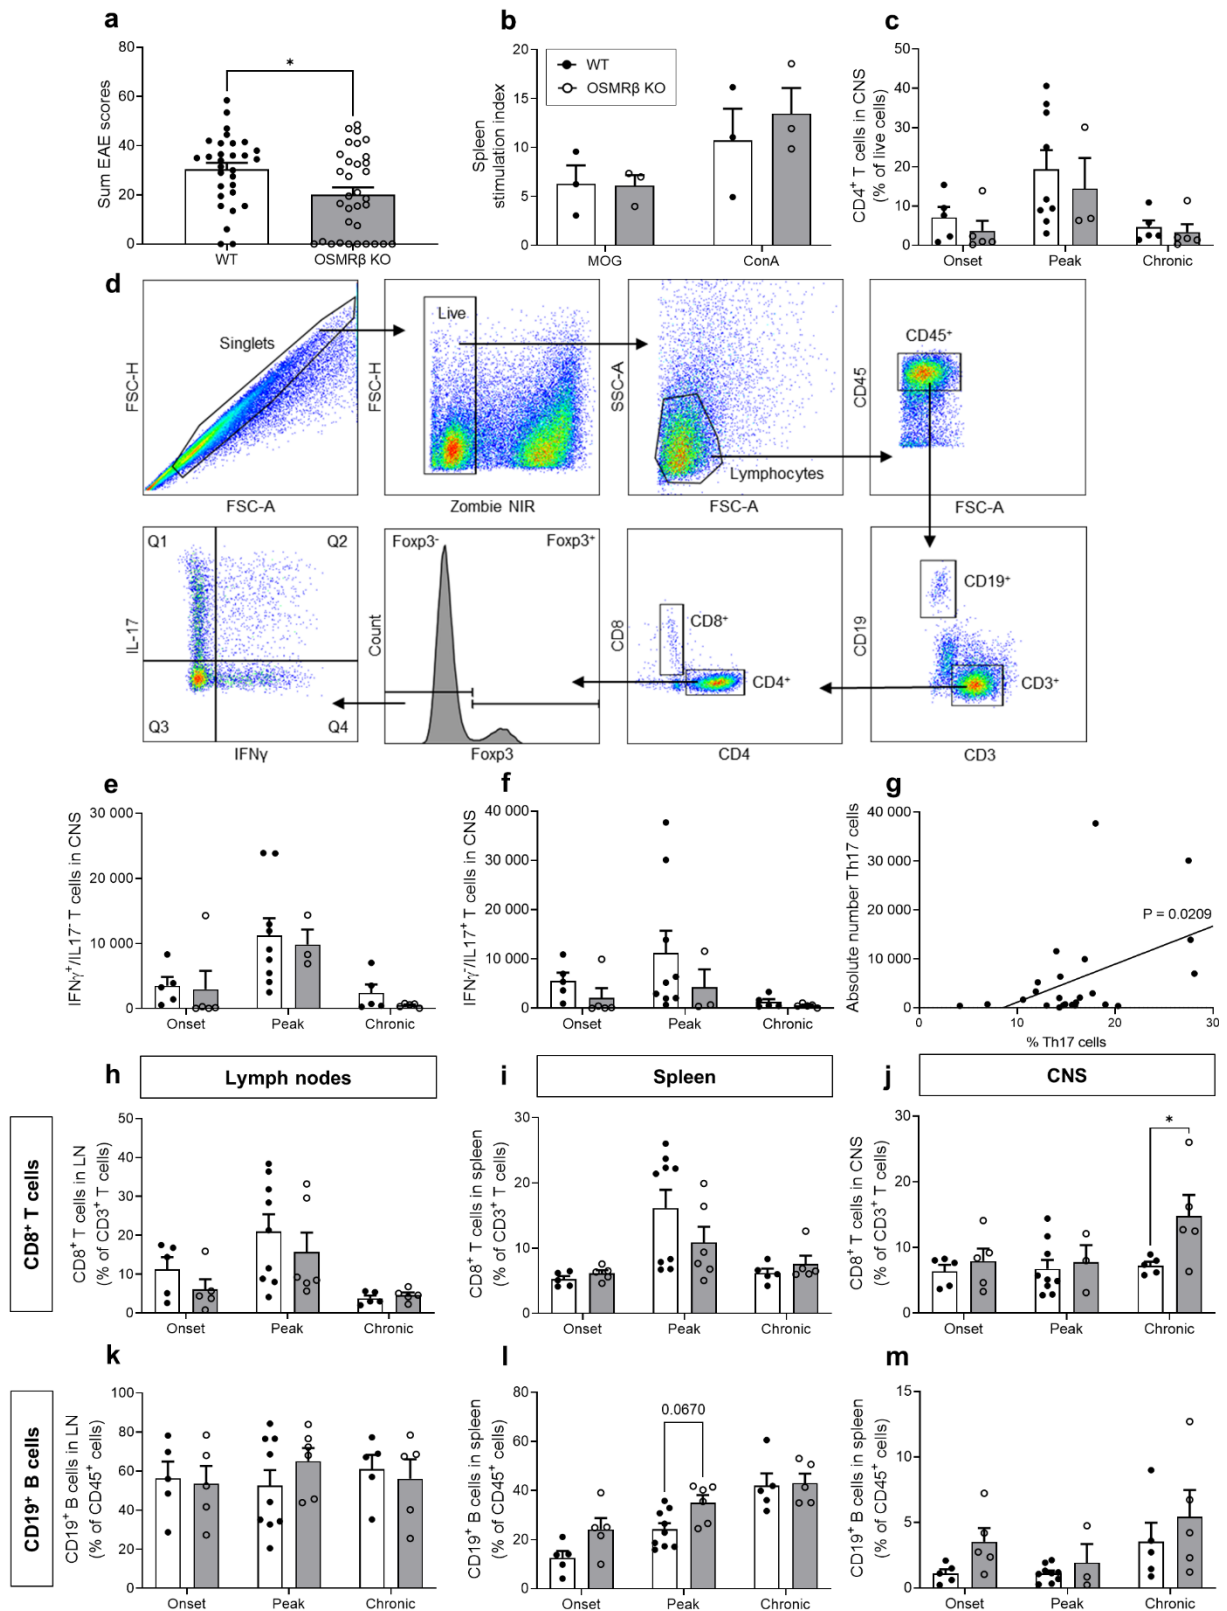 a
Sum EAE scores
80
60
40
20
0
*
WT
OSMRβ KO
b
Spleen
stimulation index
20
15
10
5
0
WT
OSMRβ KO
MOG
ConA
c
CD4⁺ T cells in CNS
(% of live cells)
50
40
30
20
10
0
Onset
Peak
Chronic
d
FSC-H
Singlets
FSC-A
FSC-H
Live
Zombie NIR
SSC-A
Lymphocytes
FSC-A
CD45
CD45⁺
FSC-A
IL-17
Q1
Q2
Q3
Q4
IFNγ
Count
Foxp3⁻
Foxp3⁺
Foxp3
CD8
CD8⁺
CD4⁺
CD4
CD19
CD19⁺
CD3⁺
CD3
e
IFNγ⁺/IL17⁻ T cells in CNS
30 000
20 000
10 000
0
Onset
Peak
Chronic
f
IFNγ⁻/IL17⁺ T cells in CNS
40 000
30 000
20 000
10 000
0
Onset
Peak
Chronic
g
Absolute number Th17 cells
40 000
30 000
20 000
10 000
0
P = 0.0209
0
10
20
30
% Th17 cells
CD8⁺ T cells
h
Lymph nodes
CD8⁺ T cells in LN
(% of CD3⁺ T cells)
50
40
30
20
10
0
Onset
Peak
Chronic
i
Spleen
CD8⁺ T cells in spleen
(% of CD3⁺ T cells)
30
20
10
0
Onset
Peak
Chronic
j
CNS
CD8⁺ T cells in CNS
(% of CD3⁺ T cells)
30
20
10
0
*
Onset
Peak
Chronic
CD19⁺ B cells
k
CD19⁺ B cells in LN
(% of CD45⁺ cells)
100
80
60
40
20
0
Onset
Peak
Chronic
l
CD19⁺ B cells in spleen
(% of CD45⁺ cells)
80
60
40
20
0
0.0670
Onset
Peak
Chronic
m
CD19⁺ B cells in spleen
(% of CD45⁺ cells)
15
10
5
0
Onset
Peak
Chronic